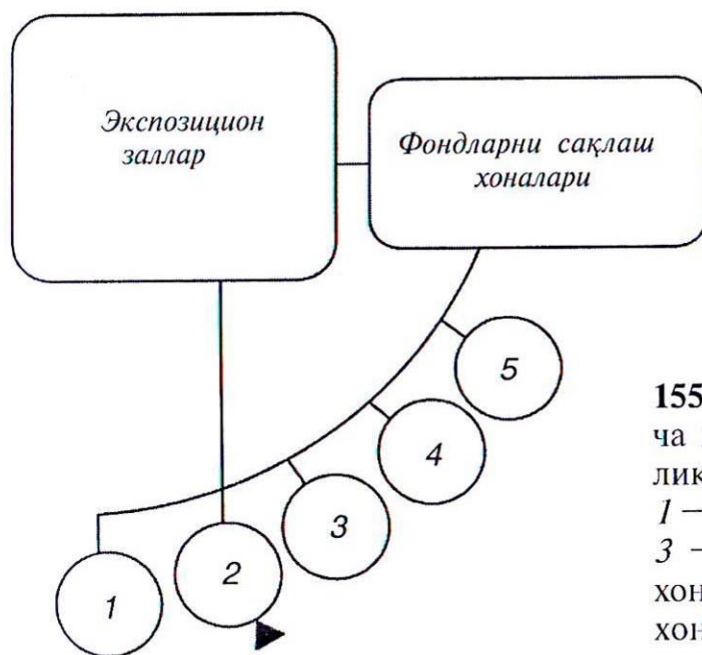 Экспозицион
заллар
Фондларни сақлаш
хоналари
5
4
3
2
1
155
ча
лик
1 —
3 —
хон
хон